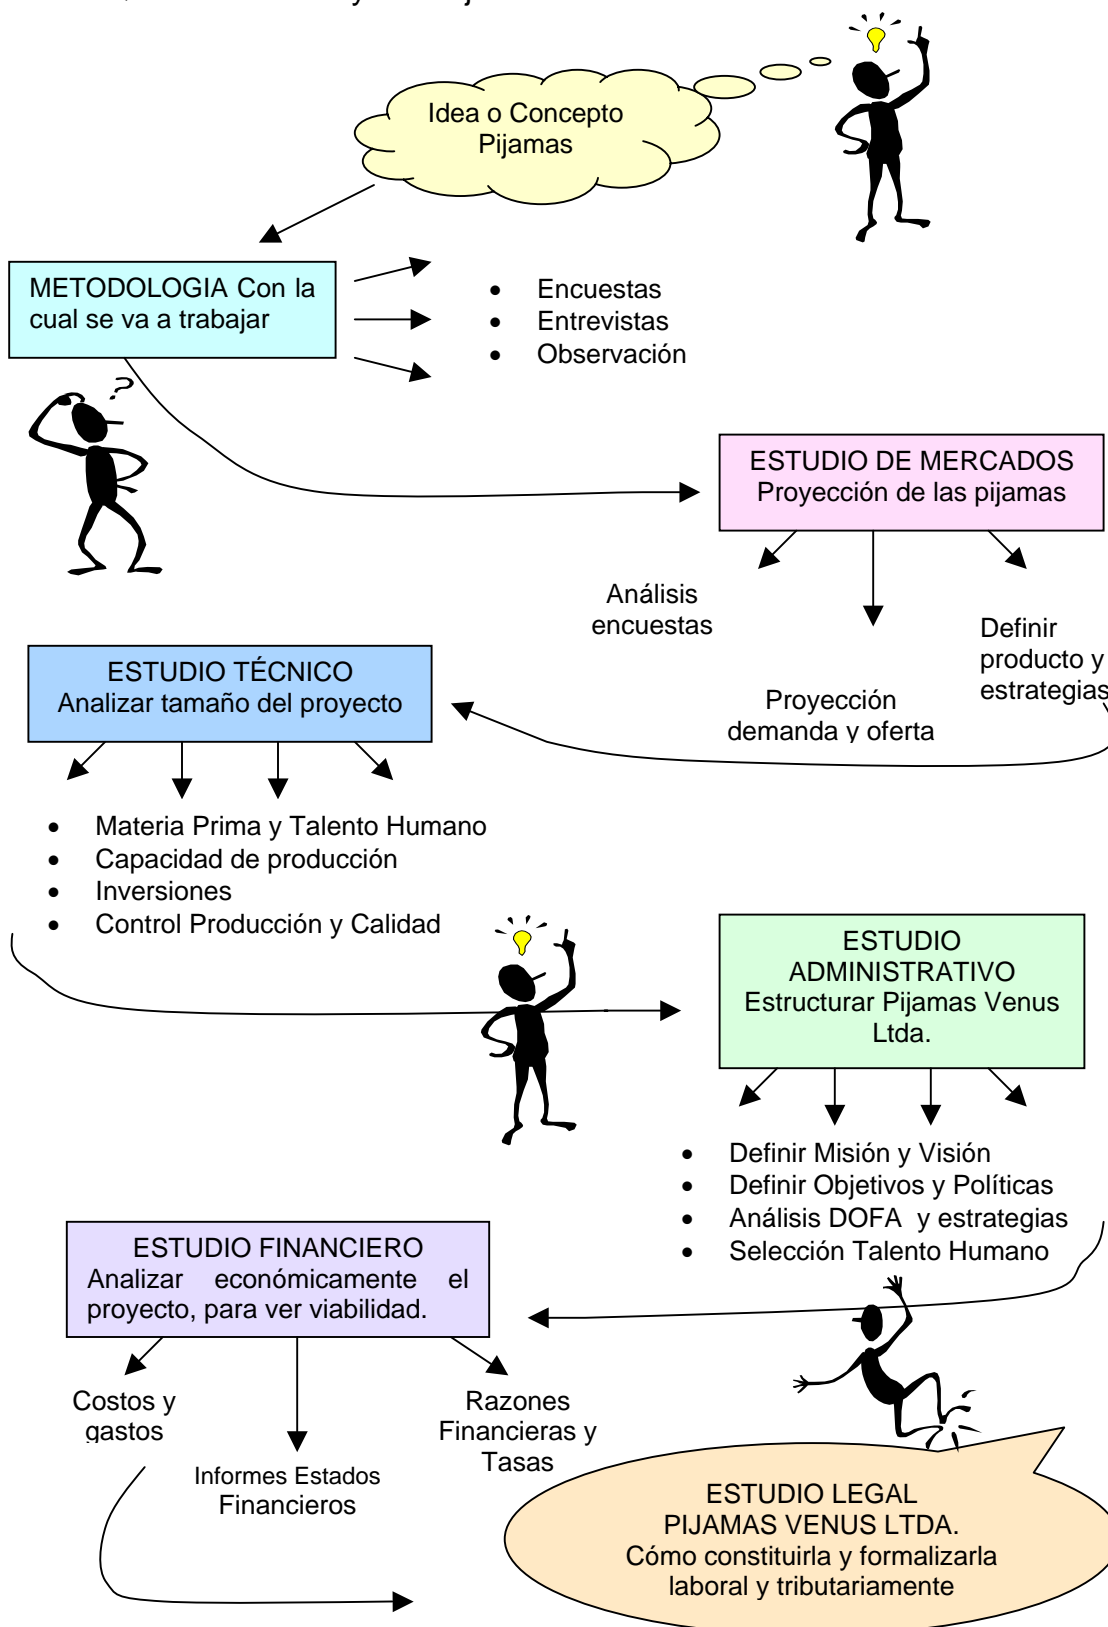 Idea o Concepto
Pijamas
METODOLOGIA Con la
cual se va a trabajar
• Encuestas
• Entrevistas
• Observación
?
ESTUDIO DE MERCADOS
Proyección de las pijamas
Análisis
encuestas
Proyección
demanda y oferta
Definir
producto y
estrategias
ESTUDIO TÉCNICO
Analizar tamaño del proyecto
• Materia Prima y Talento Humano
• Capacidad de producción
• Inversiones
• Control Producción y Calidad
ESTUDIO
ADMINISTRATIVO
Estructurar Pijamas Venus
Ltda.
• Definir Misión y Visión
• Definir Objetivos y Políticas
• Análisis DOFA y estrategias
• Selección Talento Humano
ESTUDIO FINANCIERO
Analizar económicamente el
proyecto, para ver viabilidad.
Costos y
gastos
Informes Estados
Financieros
Razones
Financieras y
Tasas
ESTUDIO LEGAL
PIJAMAS VENUS LTDA.
Cómo constituirla y formalizarla
laboral y tributariamente